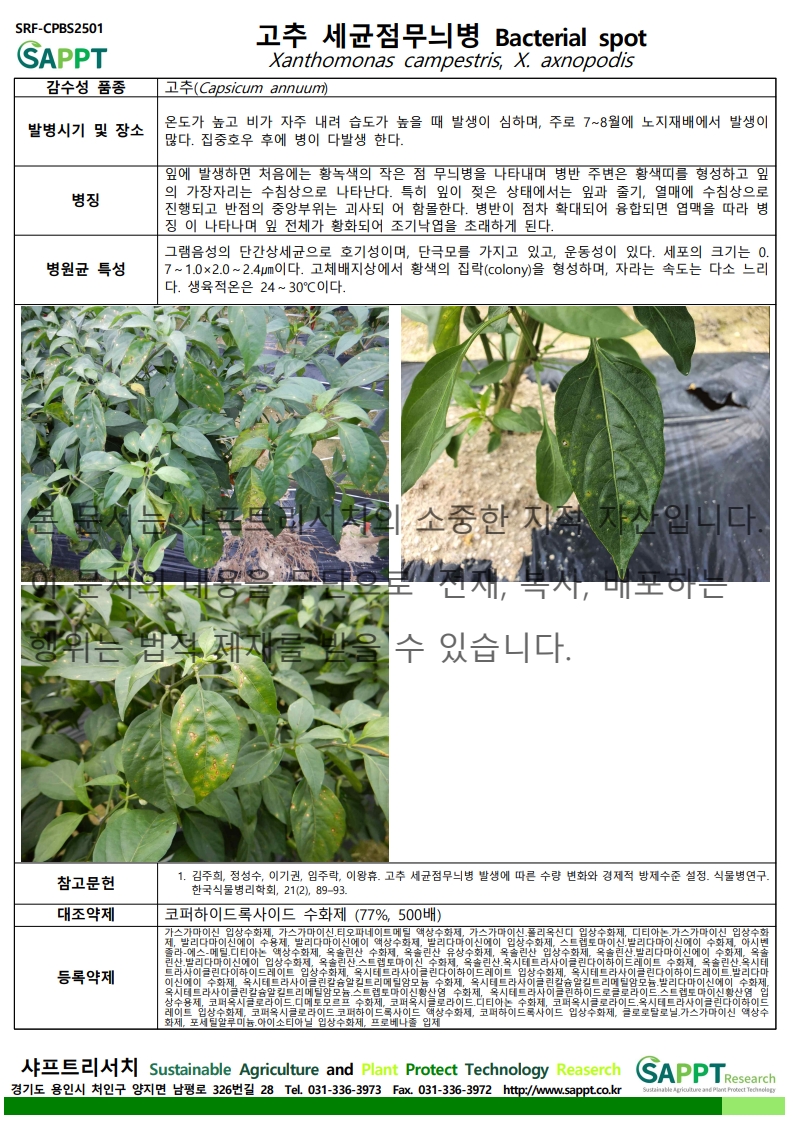 SRF-CPBS2501
SAPPT
고추 세균점무늬병 Bacterial spot
Xanthomonas campestris, X. axnopodis
감수성 품종
고추(Capsicum annuum)
발병시기 및 장소
온도가 높고 비가 자주 내려 습도가 높을 때 발생이 심하며, 주로 7~8월에 노지재배에서 발생이
많다. 집중호우 후에 병이 다발생 한다.
병징
잎에 발생하면 처음에는 황녹색의 작은 점 무늬병을 나타내며 병반 주변은 황색띠를 형성하고 잎
의 가장자리는 수침상으로 나타난다. 특히 잎이 젖은 상태에서는 잎과 줄기, 열매에 수침상으로
진행되고 반점의 중앙부위는 괴사되 어 함몰한다. 병반이 점차 확대되어 융합되면 엽맥을 따라 병
징 이 나타나며 잎 전체가 황화되어 조기낙엽을 초래하게 된다.
병원균 특성
그램음성의 단간상세균으로 호기성이며, 단극모를 가지고 있고, 운동성이 있다. 세포의 크기는 0.
7~1.0×2.0~2.4㎛이다. 고체배지상에서 황색의 집락(colony)을 형성하며, 자라는 속도는 다소 느리
다. 생육적온은 24~30℃이다.
본 문서는 샤프트리서치의 소중한 지적 자산입니다.
이 문서의 내용을 무단으로 전재, 복사, 배포하는
행위는 법적 제재를 받을 수 있습니다.
참고문헌
1. 김주희, 정성수, 이기권, 임주락, 이왕휴. 고추 세균점무늬병 발생에 따른 수량 변화와 경제적 방제수준 설정. 식물병연구.
한국식물병리학회, 21(2), 89–93.
대조약제
코퍼하이드록사이드 수화제 (77%, 500배)
등록약제
가스가마이신 입상수화제, 가스가마이신.티오파네이트메틸 액상수화제, 가스가마이신.폴리옥신디 입상수화제, 디티아논.가스가마이신 입상수화
제, 발리다마이신에이 수용제, 발리다마이신에이 액상수화제, 발리다마이신에이 입상수화제, 스트렙토마이신.발리다마이신에이 수화제, 아시벤
졸라-에스-메틸.디티아논 액상수화제, 옥솔린산 수화제, 옥솔린산 유상수화제, 옥솔린산 입상수화제, 옥솔린산.발리다마이신에이 수화제, 옥솔
린산.발리다마이신에이 입상수화제, 옥솔린산.스트렙토마이신 수화제, 옥솔린산.옥시테트라사이클린다이하이드레이트 수화제, 옥솔린산.옥시테
트라사이클린다이하이드레이트 입상수화제, 옥시테트라사이클린다이하이드레이트 입상수화제, 옥시테트라사이클린다이하이드레이트.발리다마
이신에이 수화제, 옥시테트라사이클린칼슘알킬트리메틸암모늄 수화제, 옥시테트라사이클린칼슘알킬트리메틸암모늄.발리다마이신에이 수화제,
옥시테트라사이클린칼슘알킬트리메틸암모늄.스트렙토마이신황산염 수화제, 옥시테트라사이클린하이드로클로라이드.스트렙토마이신황산염 입
상수용제, 코퍼옥시클로라이드.디메토모르프 수화제, 코퍼옥시클로라이드.디티아논 수화제, 코퍼옥시클로라이드.옥시테트라사이클린다이하이드
레이트 입상수화제, 코퍼옥시클로라이드.코퍼하이드록사이드 액상수화제, 코퍼하이드록사이드 입상수화제, 클로로탈로닐.가스가마이신 액상수
화제, 포세틸알루미늄.아이소티아닐 입상수화제, 프로베나졸 입제
샤프트리서치 Sustainable Agriculture and Plant Protect Technology Reaserch
경기도 용인시 처인구 양지면 남평로 326번길 28 Tel. 031-336-3973 Fax. 031-336-3972 http://www.sappt.co.kr
SAPPT Research
Sustainable Agriculture and Plant Protect Technology